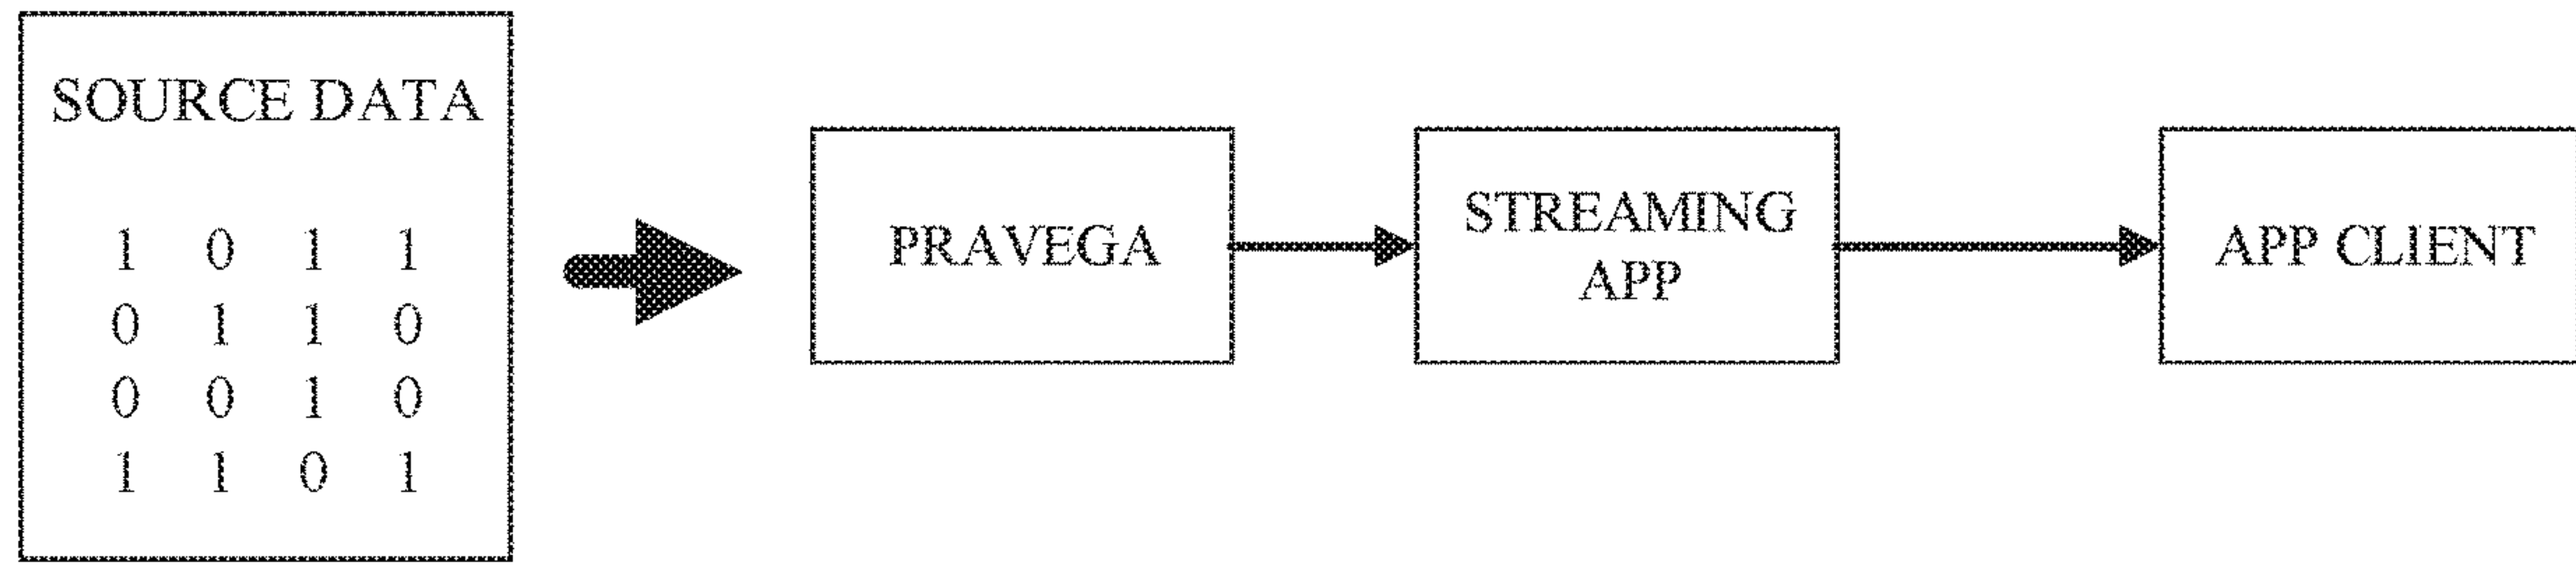 SOURCE DATA
1 0 1 1
0 1 1 0
0 0 1 0
1 1 0 1
PRAVEGA
STREAMING
APP
APP CLIENT